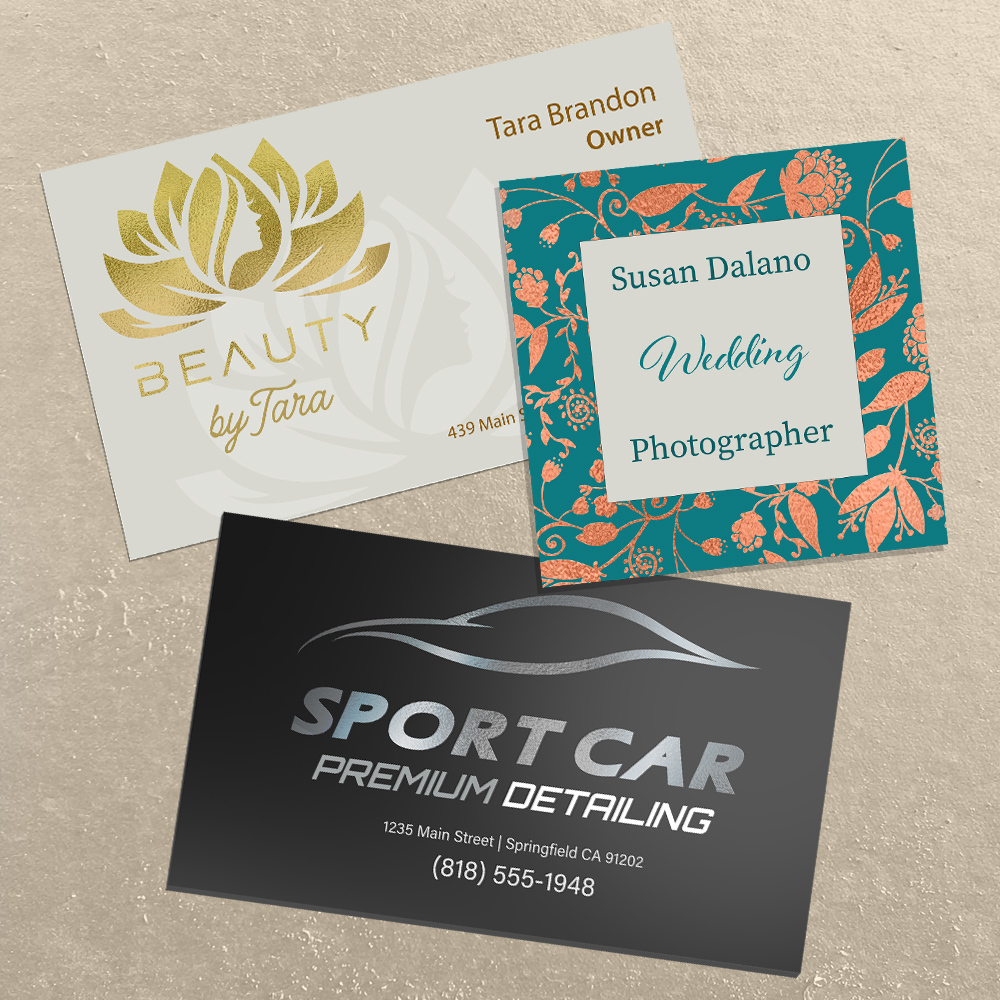 Tara Brandon
Owner
BEAUTY
by Tara
439 Main
Susan Dalano
Wedding
Photographer
SPORT CAR
PREMIUM DETAILING
1235 Main Street | Springfield CA 91202
(818) 555-1948